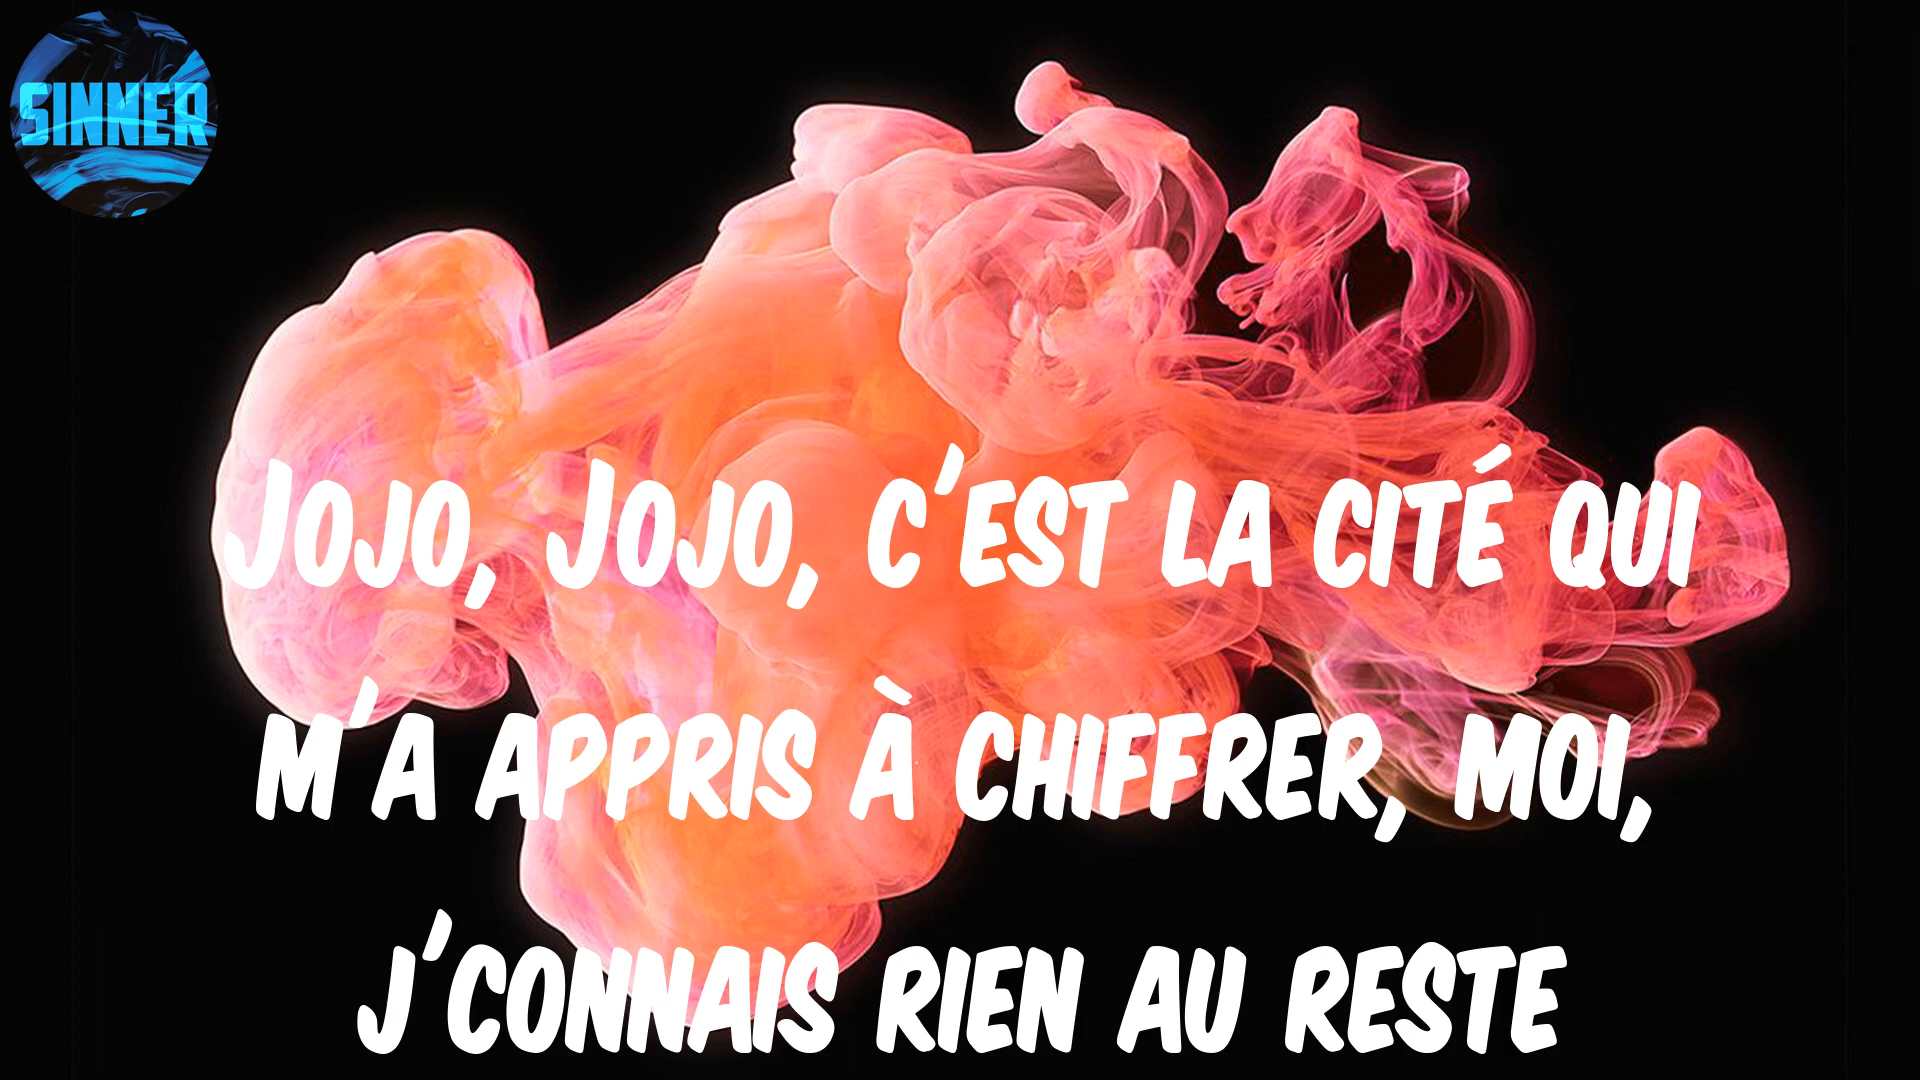 SINNER
Jojo, Jojo, c'est la cité qui
m'a appris à chiffrer, moi,
j'connais rien au reste